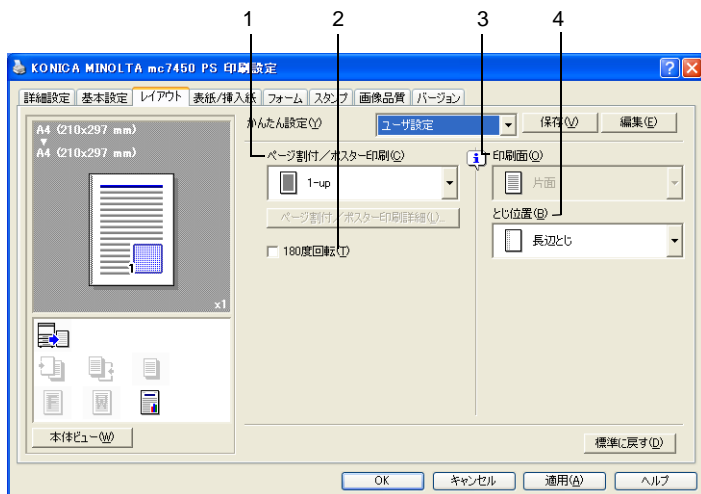 1 2 3 4
KONICA MINOLTA mc7450 PS 印刷設定
詳細設定 基本設定 レイアウト 表紙/挿入紙 フォーム スタンプ 画像品質 バージョン
A4 (210x297 mm)
A4 (210x297 mm)
1
x1
本体ビュー(W)
かんたん設定(Y) ユーザ設定 保存(V) 編集(E)
ページ割付/ポスター印刷(C)
1-up
ページ割付/ポスター印刷詳細(L)...
180度回転(T)
印刷面(O)
片面
とじ位置(B)
長辺とじ
標準に戻す(D)
OK キャンセル 適用(A) ヘルプ